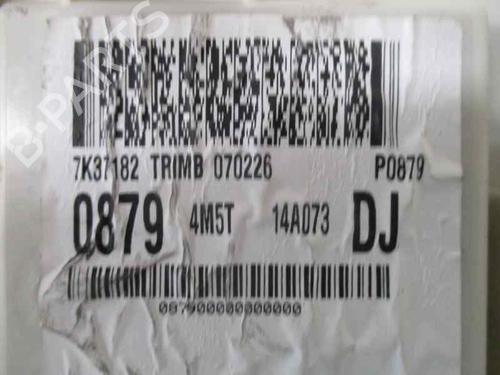 B-PARTS
7K37182 TRIMB 070226 P0879
0879 4M5T 14A073 DJ
087900000000000